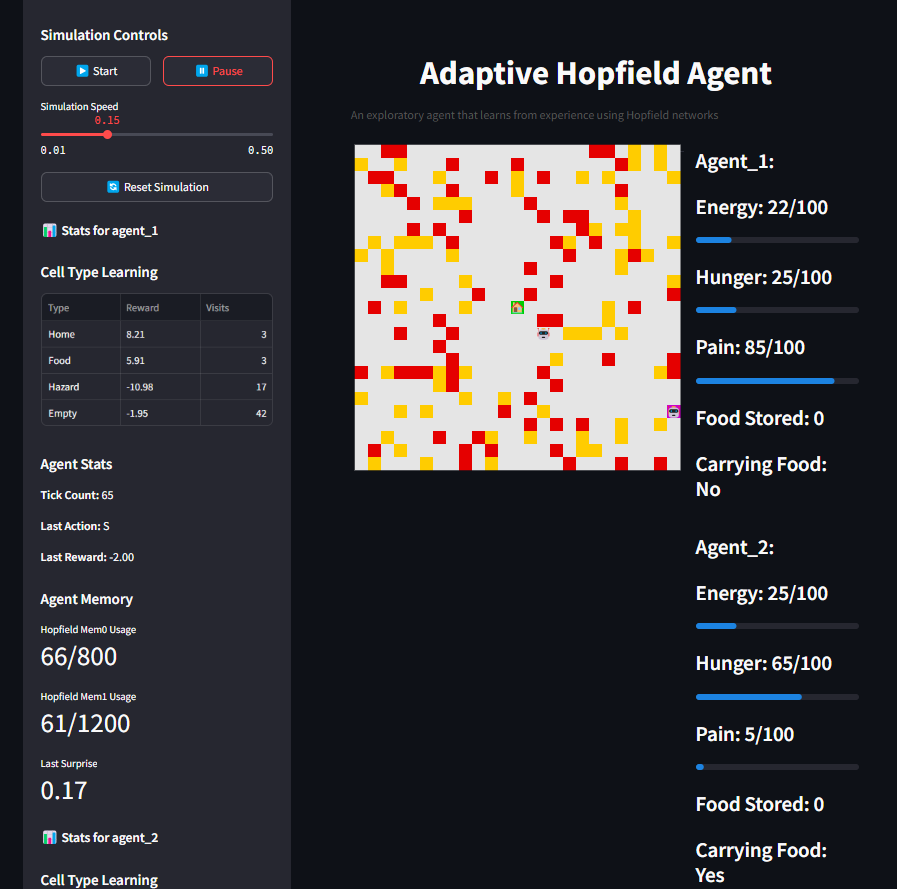 Simulation Controls
Start
Pause
Simulation Speed
0.15
0.01
0.50
Reset Simulation
Stats for agent_1
Cell Type Learning
Type Reward Visits
Home 8.21 3
Food 5.91 3
Hazard -10.98 17
Empty -1.95 42
Agent Stats
Tick Count: 65
Last Action: S
Last Reward: -2.00
Agent Memory
Hopfield Mem0 Usage
66/800
Hopfield Mem1 Usage
61/1200
Last Surprise
0.17
Stats for agent_2
Cell Type Learning
Adaptive Hopfield Agent
An exploratory agent that learns from experience using Hopfield networks
Agent_1:
Energy: 22/100
Hunger: 25/100
Pain: 85/100
Food Stored: 0
Carrying Food:
No
Agent_2:
Energy: 25/100
Hunger: 65/100
Pain: 5/100
Food Stored: 0
Carrying Food:
Yes